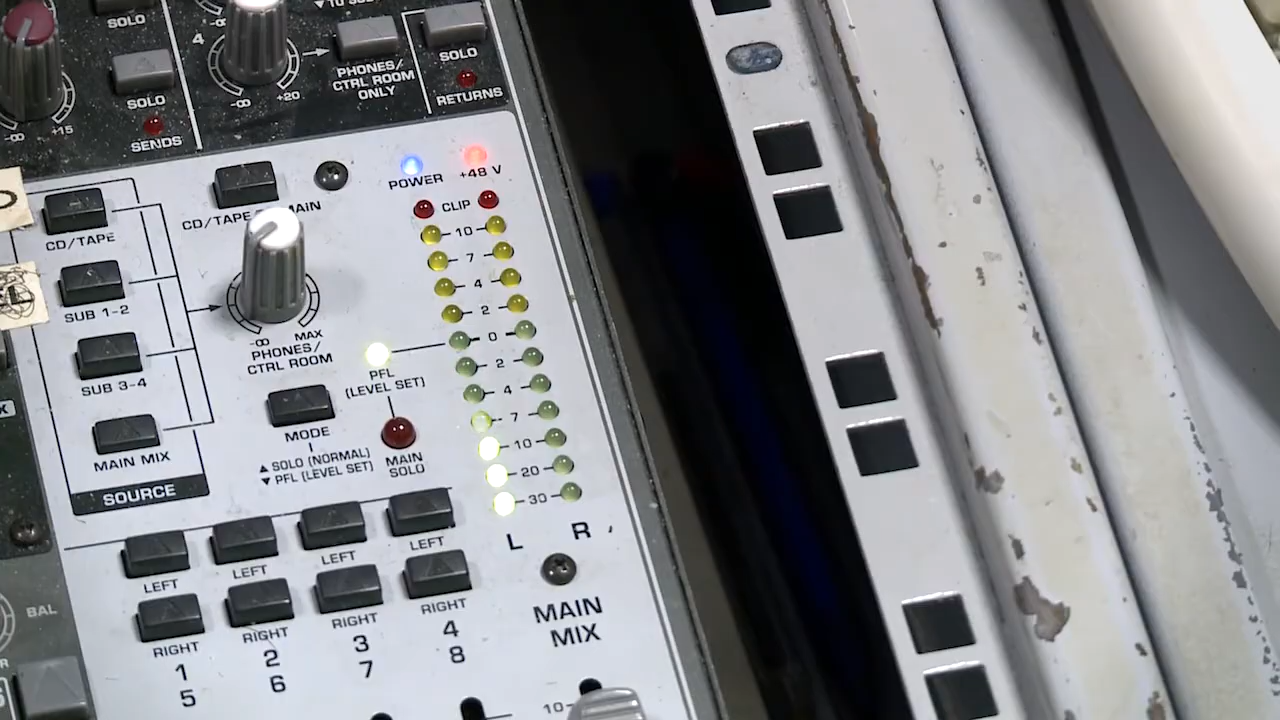 SOLO
4
-∞ +20
PHONES/
CTRL ROOM
ONLY
SOLO
RETURNS
SOLO
SENDS
-∞ +15
POWER +48 V
CD/TAPE
CLIP
10
7
4
2
0
2
4
7
10
20
30
L R
CD/TAPE
SUB 1-2
SUB 3-4
MAIN MIX
SOURCE
-∞ MAX
PHONES/
CTRL ROOM
PFL
(LEVEL SET)
MODE
▲ SOLO (NORMAL)
▼ PFL (LEVEL SET)
MAIN
SOLO
LEFT LEFT LEFT LEFT
RIGHT RIGHT RIGHT RIGHT
1 2 3 4
5 6 7 8
MAIN
MIX
BAL
10